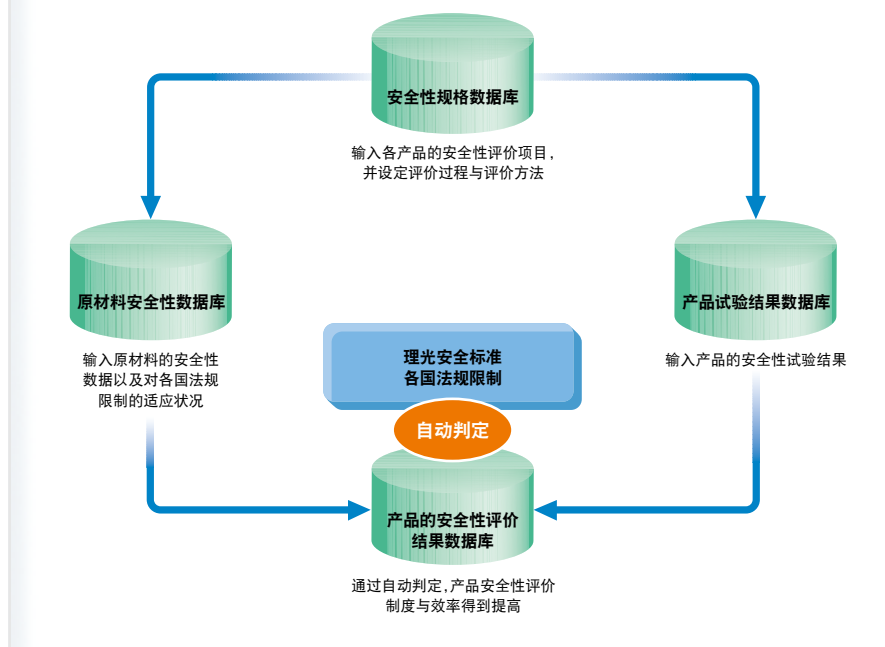 安全性规格数据库
输入各产品的安全性评价项目，
并设定评价过程与评价方法
原材料安全性数据库
输入原材料的安全性
数据以及对各国法规
限制的适应状况
产品试验结果数据库
输入产品的安全性试验结果
理光安全标准
各国法规限制
自动判定
产品的安全性评价
结果数据库
通过自动判定，产品安全性评价
制度与效率得到提高